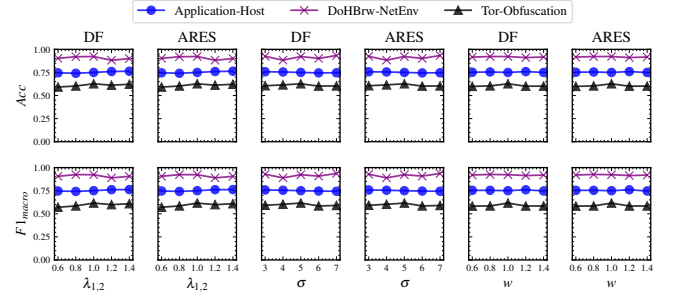 Application-Host DoHBrw-NetEnv Tor-Obfuscation
DF ARES DF ARES DF ARES
Acc
1.00
0.75
0.50
0.25
0.00
F1macro
1.00
0.75
0.50
0.25
0.00
0.6 0.8 1.0 1.2 1.4 0.6 0.8 1.0 1.2 1.4 3 4 5 6 7 3 4 5 6 7 0.6 0.8 1.0 1.2 1.4 0.6 0.8 1.0 1.2 1.4
λ1,2 λ1,2 σ σ w w